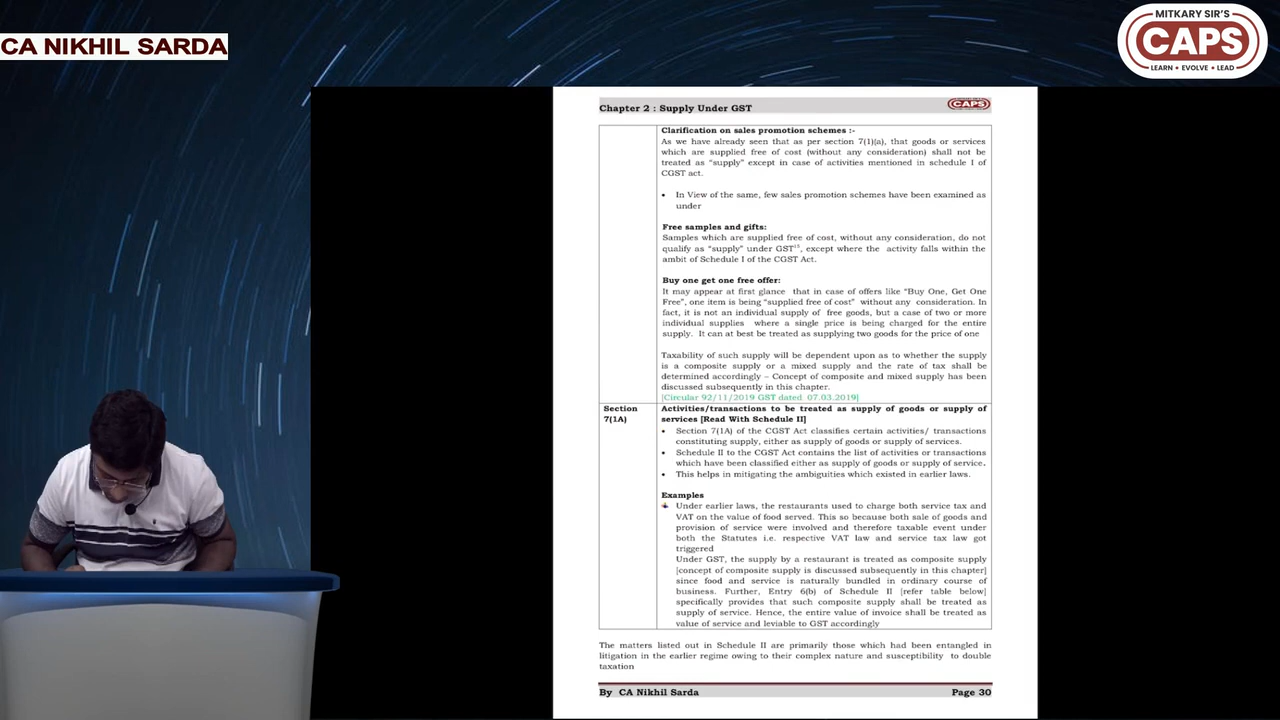 CA NIKHIL SARDA
MITKARY SIR'S
CAPS
LEARN • EVOLVE • LEAD
Chapter 2 : Supply Under GST
CAPS
Clarification on sales promotion schemes :-
As we have already seen that as per section 7(1)(a), that goods or services
which are supplied free of cost (without any consideration) shall not be
treated as “supply” except in case of activities mentioned in schedule I of
CGST act.
• In View of the same, few sales promotion schemes have been examined as
under
Free samples and gifts:
Samples which are supplied free of cost, without any consideration, do not
qualify as “supply” under GST15, except where the activity falls within the
ambit of Schedule I of the CGST Act.
Buy one get one free offer:
It may appear at first glance that in case of offers like “Buy One, Get One
Free”, one item is being “supplied free of cost” without any consideration. In
fact, it is not an individual supply of free goods, but a case of two or more
individual supplies where a single price is being charged for the entire
supply. It can at best be treated as supplying two goods for the price of one
Taxability of such supply will be dependent upon as to whether the supply
is a composite supply or a mixed supply and the rate of tax shall be
determined accordingly – Concept of composite and mixed supply has been
discussed subsequently in this chapter.
[Circular 92/11/2019 GST dated 07.03.2019]
Section
7(1A)
Activities/transactions to be treated as supply of goods or supply of
services [Read With Schedule II]
• Section 7(1A) of the CGST Act classifies certain activities/ transactions
constituting supply, either as supply of goods or supply of services.
• Schedule II to the CGST Act contains the list of activities or transactions
which have been classified either as supply of goods or supply of service.
• This helps in mitigating the ambiguities which existed in earlier laws.
Examples
Under earlier laws, the restaurants used to charge both service tax and
VAT on the value of food served. This so because both sale of goods and
provision of service were involved and therefore taxable event under
both the Statutes i.e. respective VAT law and service tax law got
triggered
Under GST, the supply by a restaurant is treated as composite supply
[concept of composite supply is discussed subsequently in this chapter]
since food and service is naturally bundled in ordinary course of
business. Further, Entry 6(b) of Schedule II [refer table below]
specifically provides that such composite supply shall be treated as
supply of service. Hence, the entire value of invoice shall be treated as
value of service and leviable to GST accordingly
The matters listed out in Schedule II are primarily those which had been entangled in
litigation in the earlier regime owing to their complex nature and susceptibility to double
taxation
By CA Nikhil Sarda
Page 30